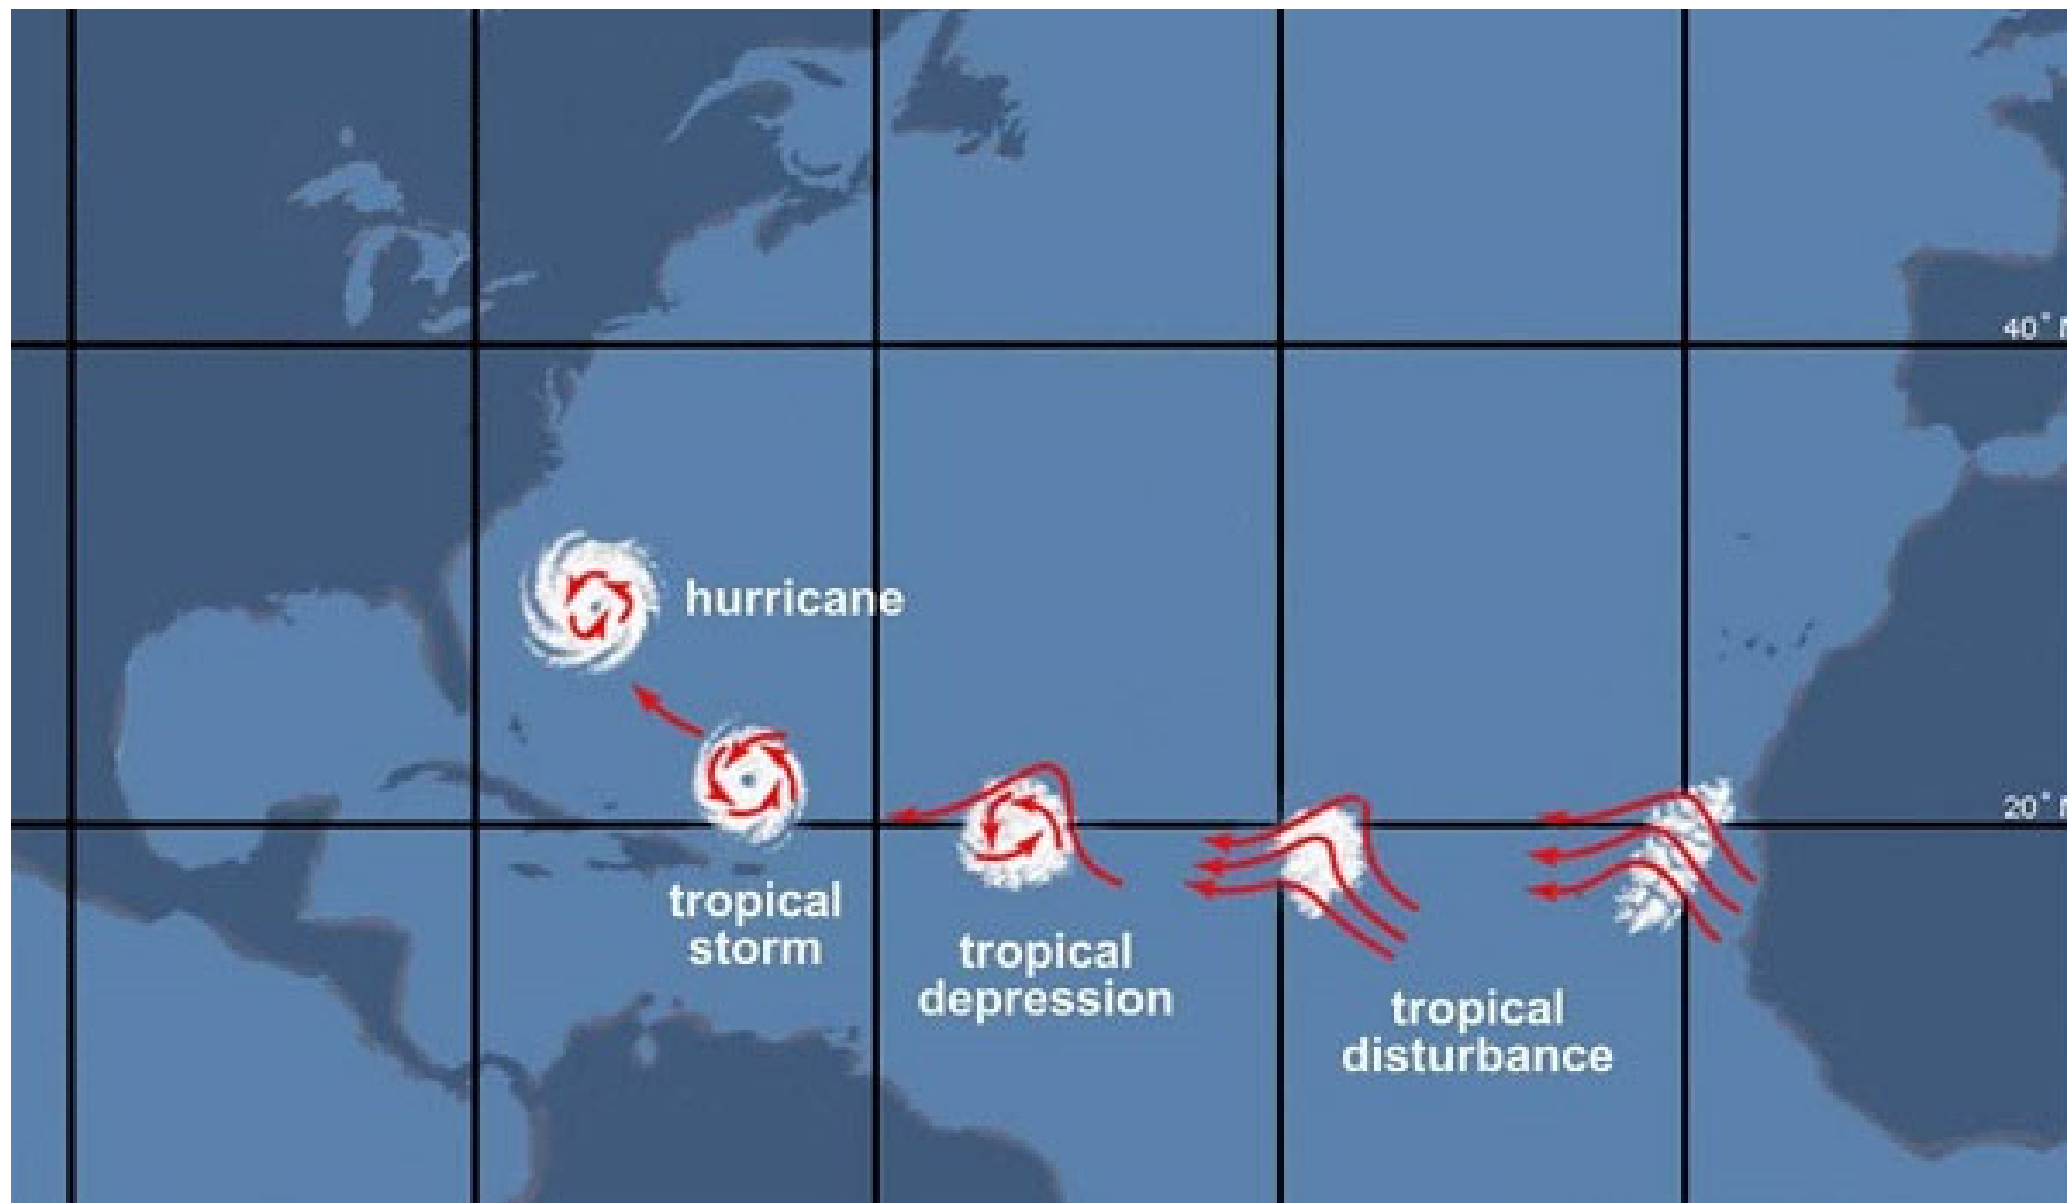 40° N
hurricane
20° N
tropical
storm
tropical
depression
tropical
disturbance